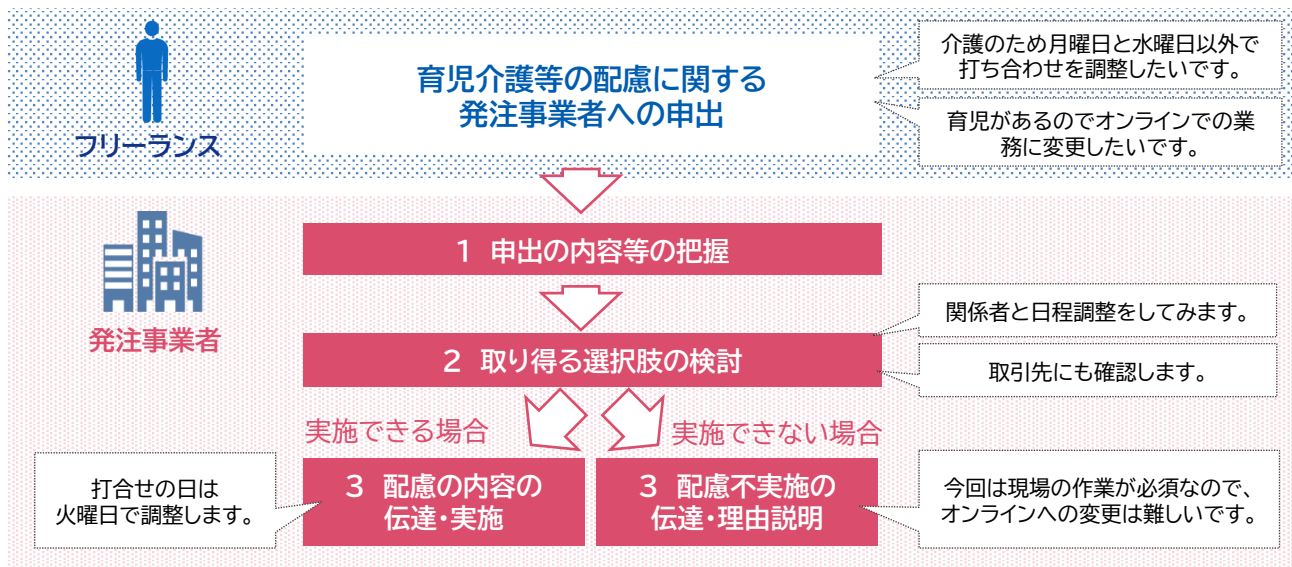 フリーランス
育児介護等の配慮に関する
発注事業者への申出
介護のため月曜日と水曜日以外で
打ち合わせを調整したいです。
育児があるのでオンラインでの業
務に変更したいです。
発注事業者
1 申出の内容等の把握
2 取り得る選択肢の検討
関係者と日程調整をしてみます。
取引先にも確認します。
実施できる場合
実施できない場合
打合せの日は
火曜日で調整します。
3 配慮の内容の
伝達・実施
3 配慮不実施の
伝達・理由説明
今回は現場の作業が必須なので、
オンラインへの変更は難しいです。